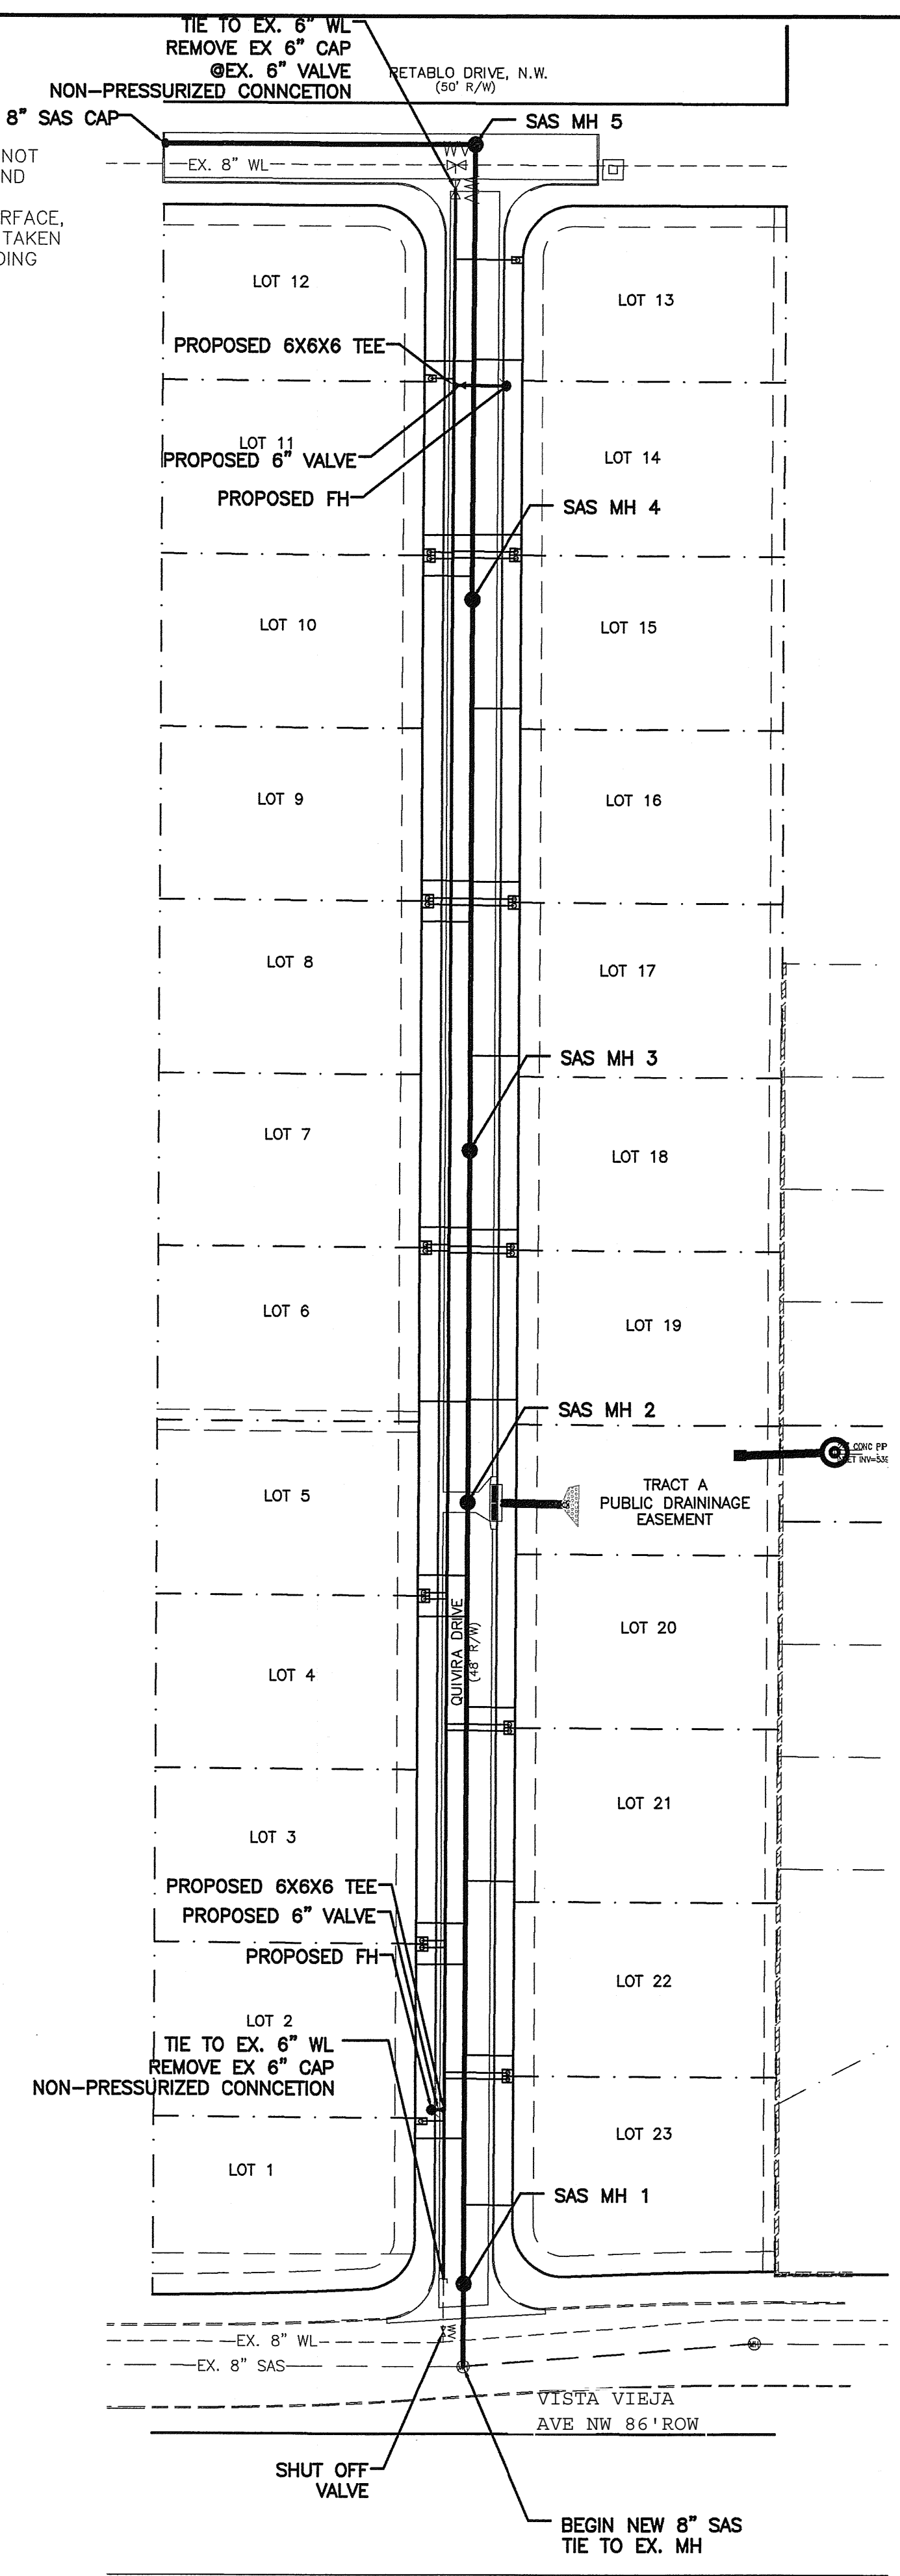 TIE TO EX. 6" WL
REMOVE EX 6" CAP
@EX. 6" VALVE
NON-PRESSURIZED CONNCETION
RETABLO DRIVE, N.W.
(50' R/W)
8" SAS CAP
SAS MH 5
NOT
ND
EX. 8" WL
RFACE,
TAKEN
DING
LOT 12
LOT 13
PROPOSED 6X6X6 TEE
LOT 11
PROPOSED 6" VALVE
LOT 14
PROPOSED FH
SAS MH 4
LOT 10
LOT 15
LOT 9
LOT 16
LOT 8
LOT 17
SAS MH 3
LOT 7
LOT 18
LOT 6
LOT 19
SAS MH 2
CONC PIP
ET INV=539
TRACT A
PUBLIC DRAININAGE
EASEMENT
LOT 5
QUIVIRA DRIVE
(48' R/W)
LOT 20
LOT 4
LOT 21
LOT 3
PROPOSED 6X6X6 TEE
PROPOSED 6" VALVE
PROPOSED FH
LOT 22
LOT 2
TIE TO EX. 6" WL
REMOVE EX 6" CAP
NON-PRESSURIZED CONNCETION
LOT 23
LOT 1
SAS MH 1
EX. 8" WL
EX. 8" SAS
VISTA VIEJA
AVE NW 86'ROW
SHUT OFF
VALVE
BEGIN NEW 8" SAS
TIE TO EX. MH